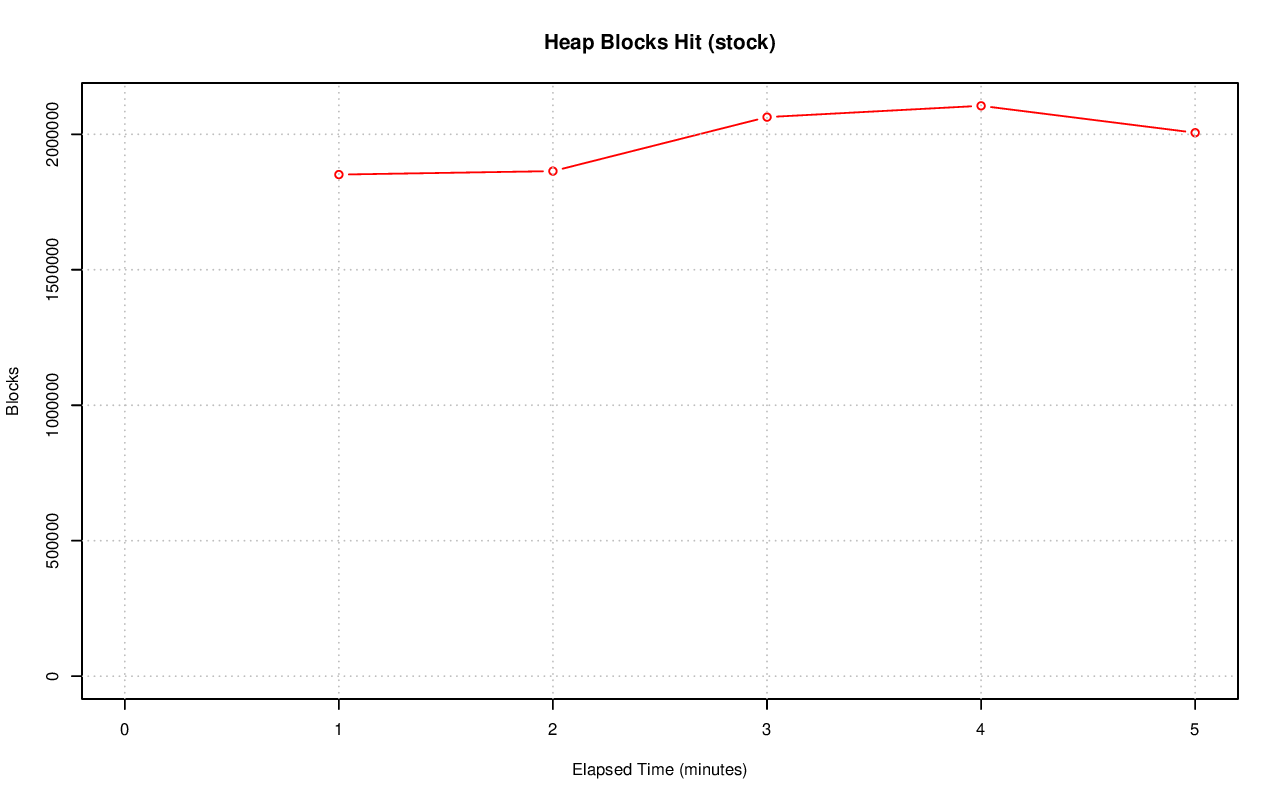 Heap Blocks Hit (stock)
Blocks
2000000
1500000
1000000
500000
0
0 1 2 3 4 5
Elapsed Time (minutes)